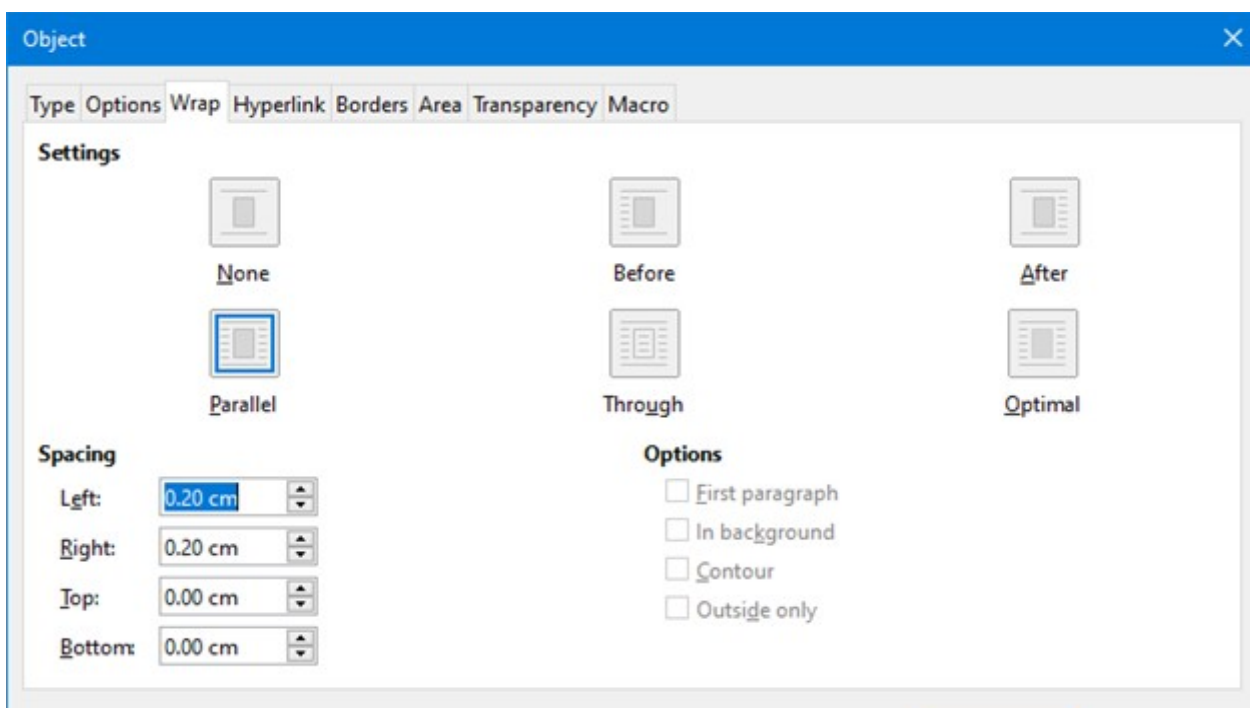 Object
Type Options Wrap Hyperlink Borders Area Transparency Macro
Settings
None Before After
Parallel Through Optimal
Spacing Options
Left: 0.20 cm First paragraph
Right: 0.20 cm In background
Top: 0.00 cm Contour
Bottom: 0.00 cm Outside only